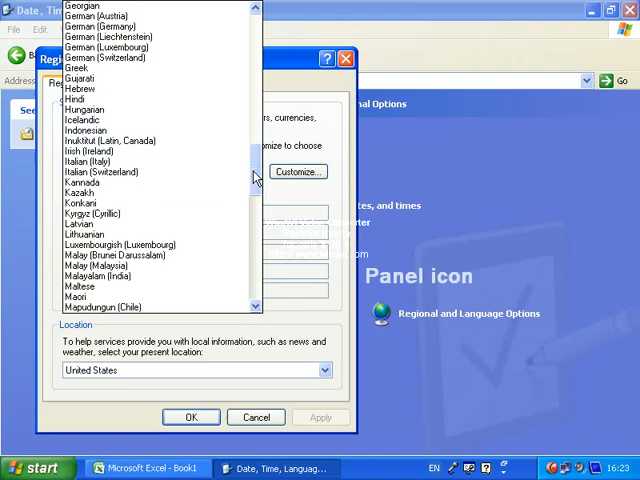 Date, Time,
File Edit
Address
Go
See
Georgian
German (Austria)
German (Germany)
German (Liechtenstein)
German (Luxembourg)
German (Switzerland)
Greek
Gujarati
Hebrew
Hindi
Hungarian
Icelandic
Indonesian
Inuktitut (Latin, Canada)
Irish (Ireland)
Italian (Italy)
Italian (Switzerland)
Kannada
Kazakh
Konkani
Kyrgyz (Cyrillic)
Latvian
Lithuanian
Luxembourgish (Luxembourg)
Malay (Brunei Darussalam)
Malay (Malaysia)
Malayalam (India)
Maltese
Maori
Mapudungun (Chile)
rs, currencies,
omize to choose
Customize...
Location
To help services provide you with local information, such as news and
weather, select your present location:
United States
OK Cancel Apply
nal Options
tes, and times
Panel icon
Regional and Language Options
start
Microsoft Excel - Book1
Date, Time, Languag...
EN
16:23